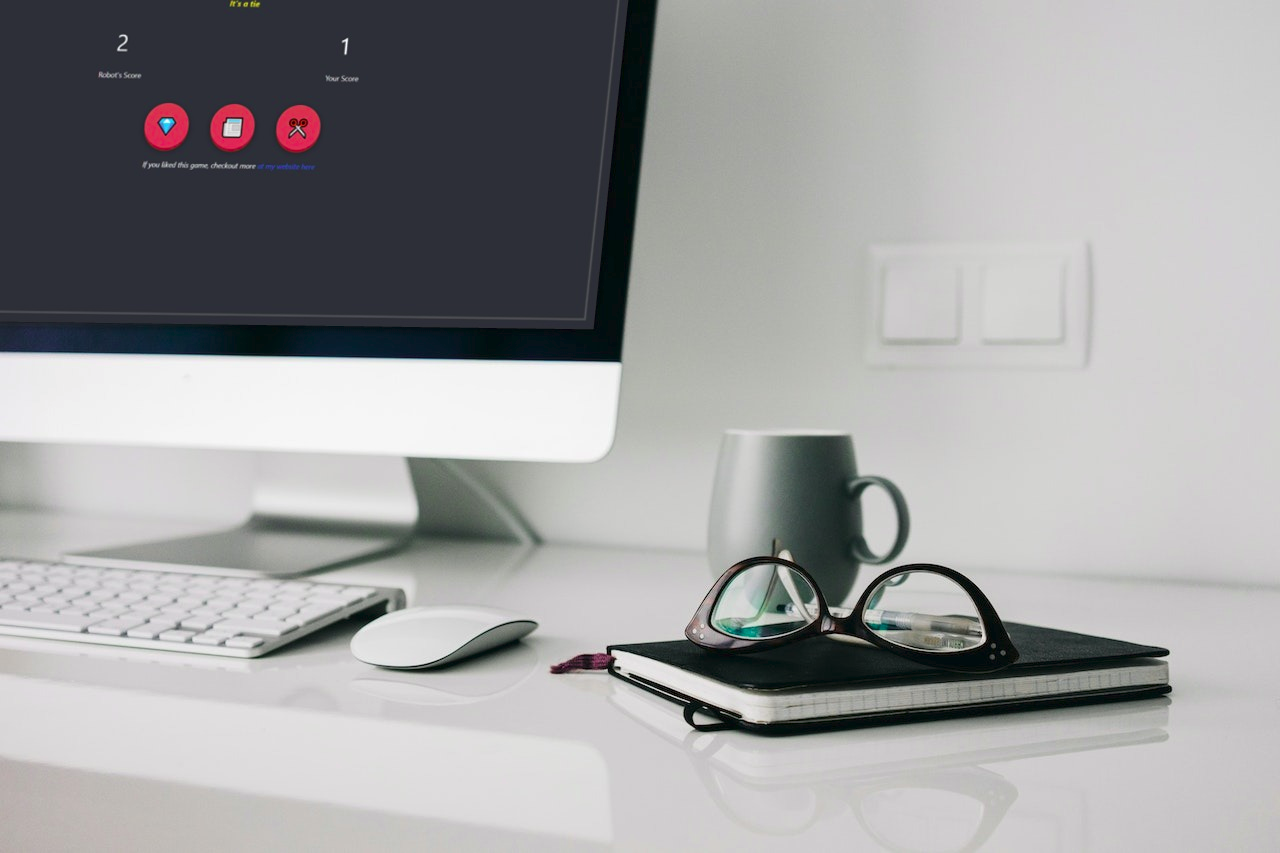 It's a tie
2
1
Robot's Score
Your Score
If you liked this game, checkout more at my website here